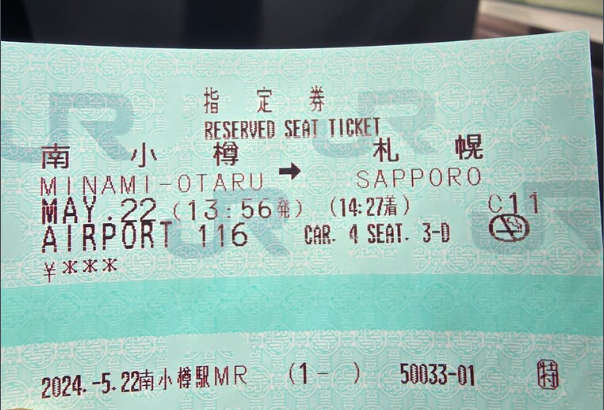 指定券
RESERVED SEAT TICKET
南小樽 ➡ 札幌
MINAMI-OTARU SAPPORO
MAY.22 (13:56発) (14:27着) C11
AIRPORT 116 CAR. 4 SEAT. 3-D
¥***
2024.-5.22南小樽駅MR (1- ) 50033-01 特